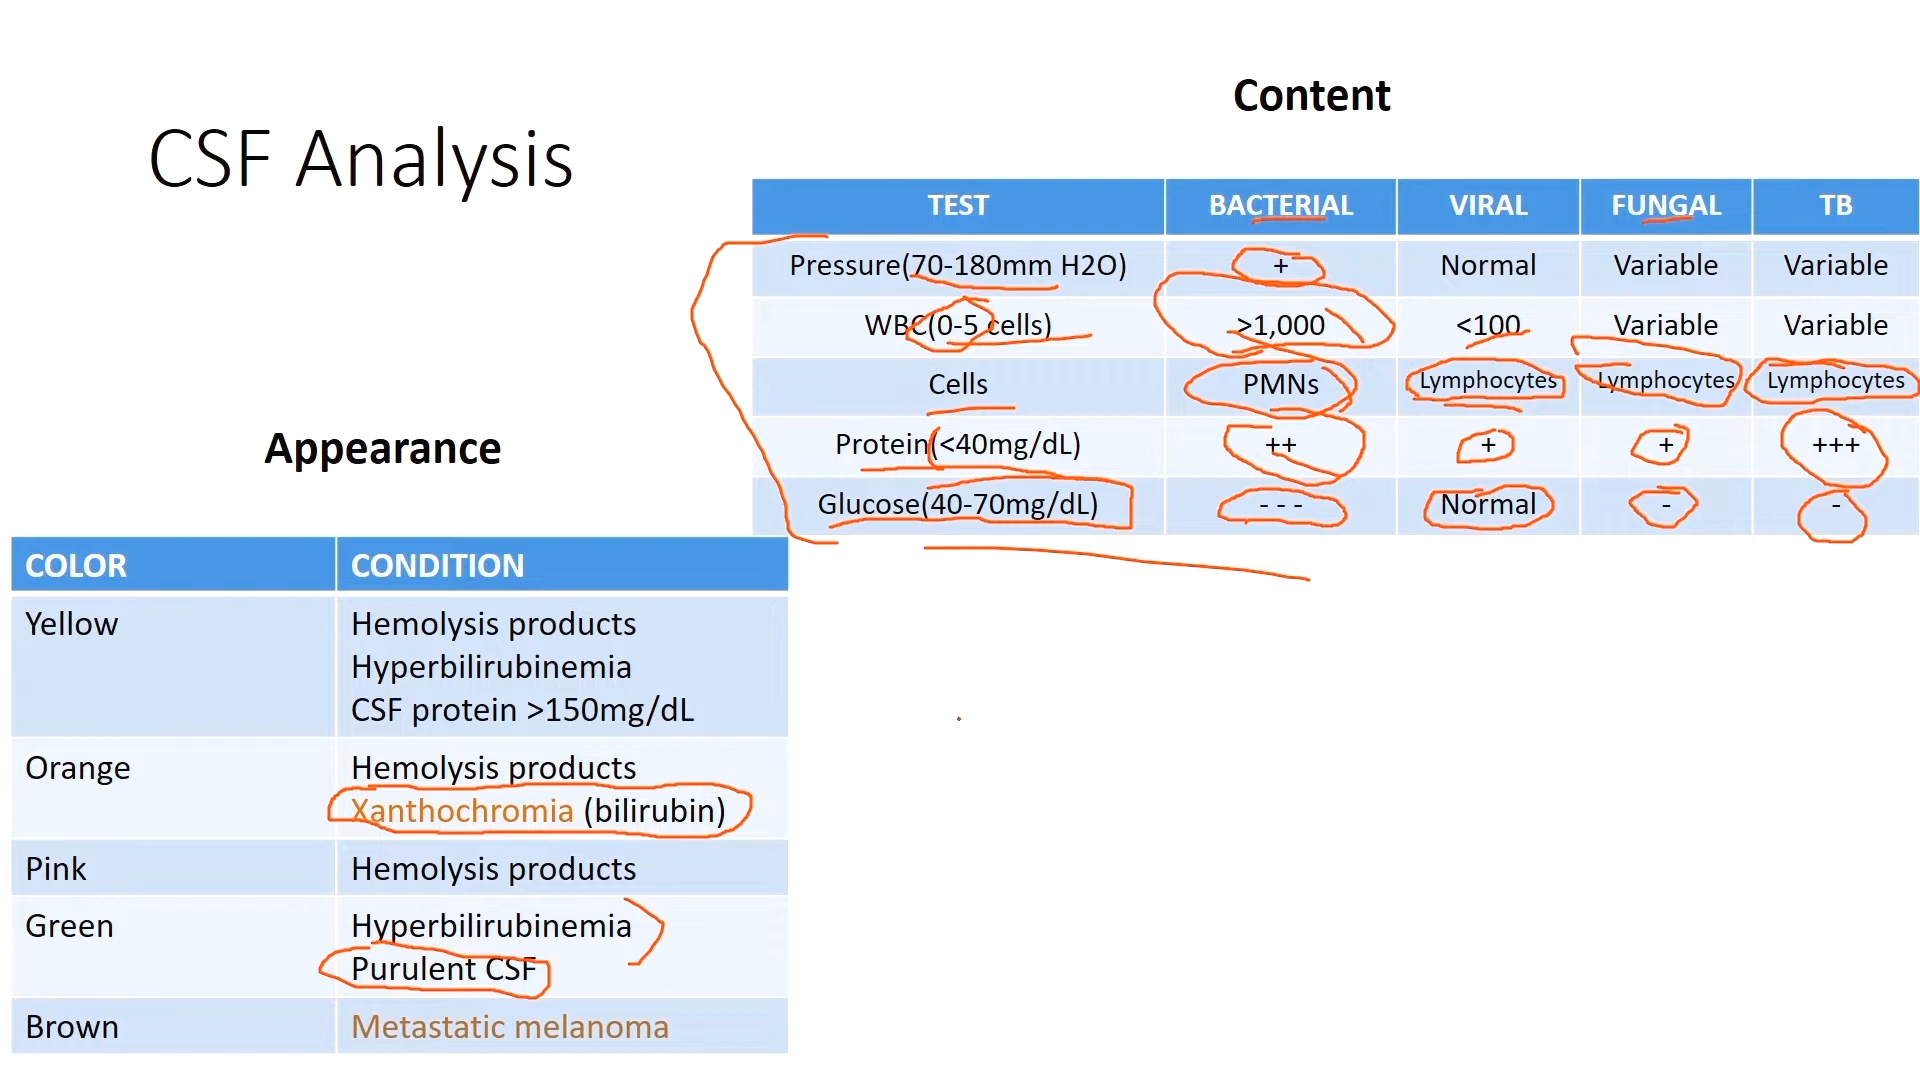 CSF Analysis
Content
TEST BACTERIAL VIRAL FUNGAL TB
Pressure(70-180mm H2O) + Normal Variable Variable
WBC(0-5 cells) >1,000 <100 Variable Variable
Cells PMNs Lymphocytes Lymphocytes Lymphocytes
Protein(<40mg/dL) ++ + + +++
Glucose(40-70mg/dL) --- Normal - -
Appearance
COLOR CONDITION
Yellow Hemolysis products
Hyperbilirubinemia
CSF protein >150mg/dL
Orange Hemolysis products
Xanthochromia (bilirubin)
Pink Hemolysis products
Green Hyperbilirubinemia
Purulent CSF
Brown Metastatic melanoma